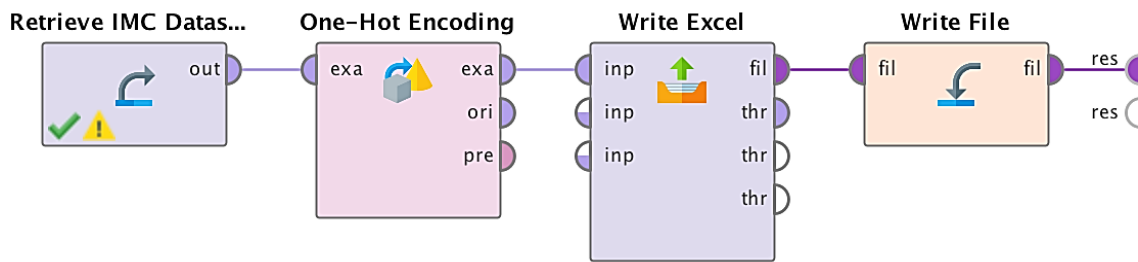 Retrieve IMC Datas...
One-Hot Encoding
Write Excel
Write File
out
exa
exa
ori
pre
inp
inp
inp
fil
thr
thr
thr
fil
fil
res
res